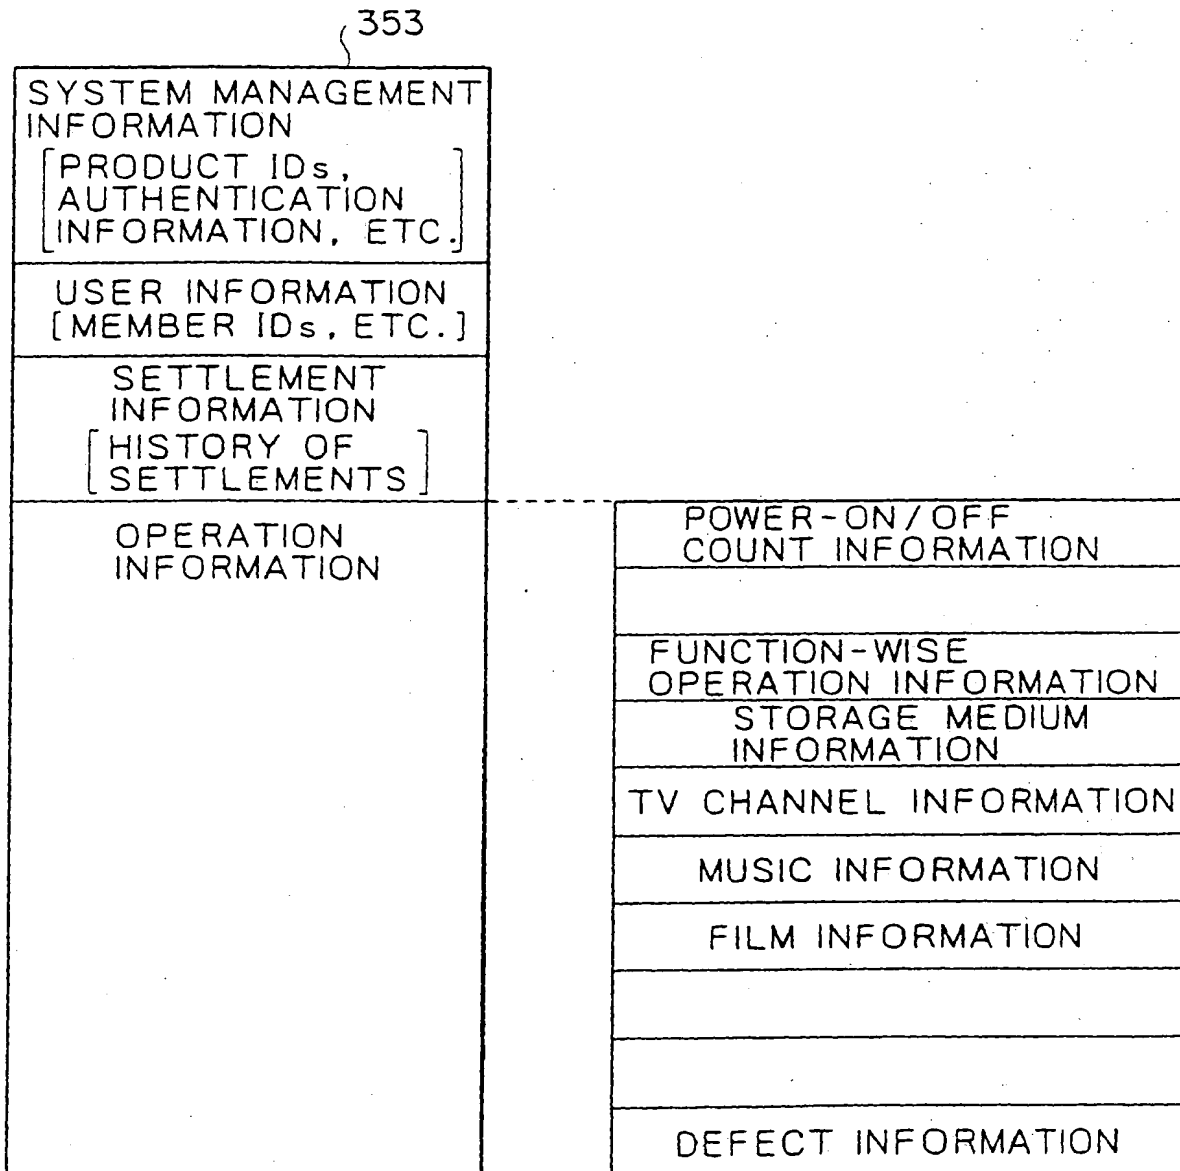 353
SYSTEM MANAGEMENT
INFORMATION
[PRODUCT IDs,
AUTHENTICATION
INFORMATION, ETC.]
USER INFORMATION
[MEMBER IDs, ETC.]
SETTLEMENT
INFORMATION
[HISTORY OF
SETTLEMENTS]
OPERATION
INFORMATION
POWER-ON/OFF
COUNT INFORMATION
FUNCTION-WISE
OPERATION INFORMATION
STORAGE MEDIUM
INFORMATION
TV CHANNEL INFORMATION
MUSIC INFORMATION
FILM INFORMATION
DEFECT INFORMATION